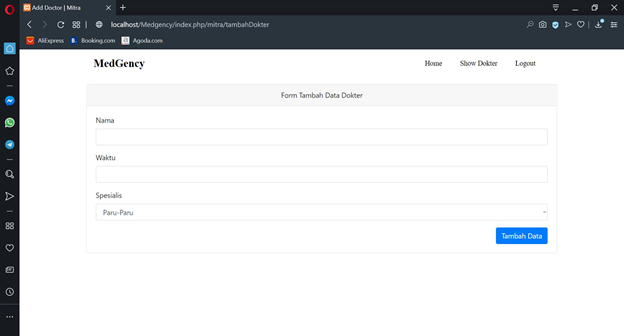 Add Doctor | Mitra
localhost/Medgency/index.php/mitra/tambahDokter
AliExpress Booking.com Agoda.com
MedGency Home Show Dokter Logout
Form Tambah Data Dokter
Nama
Waktu
Spesialis
Paru-Paru
Tambah Data